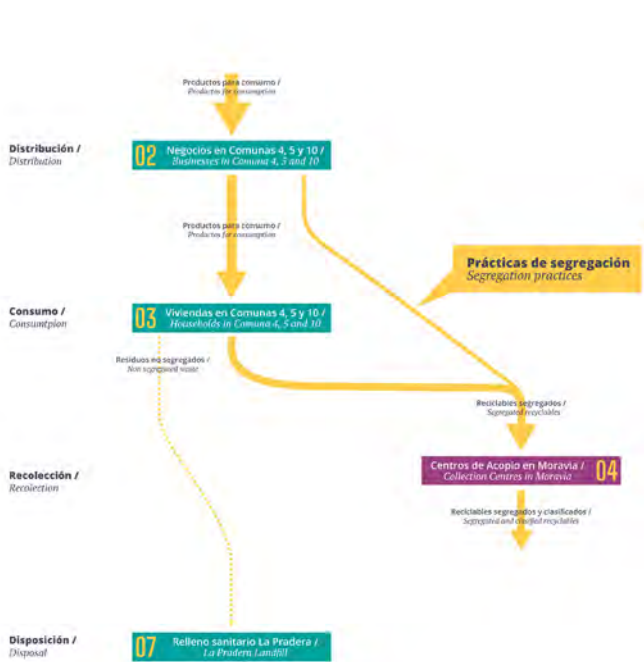 Productos para consumo /
Productos for consumption
Distribución /
Distribution
02
Negocios en Comunas 4, 5 y 10 /
Businesses in Comuna 4, 5 and 10
Productos para consumo /
Productos for consumption
Prácticas de segregación
Segregation practices
Consumo /
Consumtpion
03
Viviendas en Comunas 4, 5 y 10 /
Households in Comuna 4, 5 and 10
Residuos no segregados /
Non segregated waste
Reciclables segregados /
Segregated recyclables
Centros de Acopio en Moravia /
Collection Centres in Moravia
04
Recolección /
Recolection
Reciclables segregados y clasificados /
Segregated and clasified recyclables
Disposición /
Disposal
07
Relleno sanitario La Pradera /
La Pradera Landfill